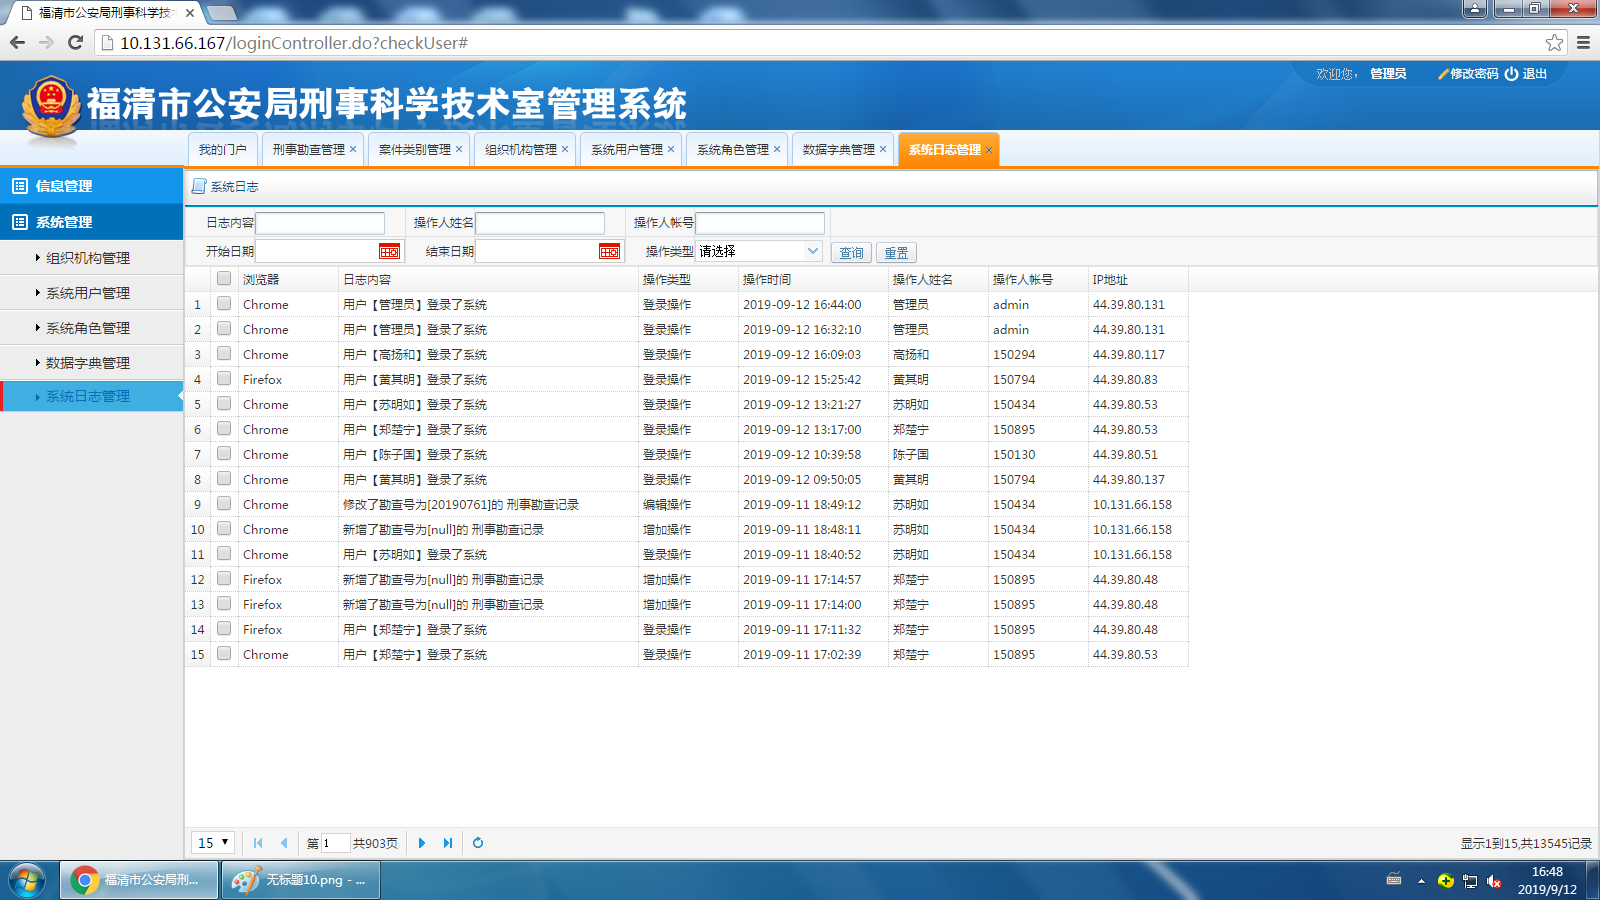 福清市公安局刑事科学技
10.131.66.167/loginController.do?checkUser#
福清市公安局刑事科学技术室管理系统
欢迎您， 管理员 修改密码 退出
我的门户 刑事勘查管理 案件类别管理 组织机构管理 系统用户管理 系统角色管理 数据字典管理 系统日志管理
信息管理
系统管理
组织机构管理
系统用户管理
系统角色管理
数据字典管理
系统日志管理
系统日志
日志内容 操作人姓名 操作人帐号
开始日期 结束日期 操作类型 请选择 查询 重置
浏览器 日志内容 操作类型 操作时间 操作人姓名 操作人帐号 IP地址
1 Chrome 用户【管理员】登录了系统 登录操作 2019-09-12 16:44:00 管理员 admin 44.39.80.131
2 Chrome 用户【管理员】登录了系统 登录操作 2019-09-12 16:32:10 管理员 admin 44.39.80.131
3 Chrome 用户【高扬和】登录了系统 登录操作 2019-09-12 16:09:03 高扬和 150294 44.39.80.117
4 Firefox 用户【黄其明】登录了系统 登录操作 2019-09-12 15:25:42 黄其明 150794 44.39.80.83
5 Chrome 用户【苏明如】登录了系统 登录操作 2019-09-12 13:21:27 苏明如 150434 44.39.80.53
6 Chrome 用户【郑楚宁】登录了系统 登录操作 2019-09-12 13:17:00 郑楚宁 150895 44.39.80.53
7 Chrome 用户【陈子国】登录了系统 登录操作 2019-09-12 10:39:58 陈子国 150130 44.39.80.51
8 Chrome 用户【黄其明】登录了系统 登录操作 2019-09-12 09:50:05 黄其明 150794 44.39.80.137
9 Chrome 修改了勘查号为[20190761]的 刑事勘查记录 编辑操作 2019-09-11 18:49:12 苏明如 150434 10.131.66.158
10 Chrome 新增了勘查号为[null]的 刑事勘查记录 增加操作 2019-09-11 18:48:11 苏明如 150434 10.131.66.158
11 Chrome 用户【苏明如】登录了系统 登录操作 2019-09-11 18:40:52 苏明如 150434 10.131.66.158
12 Firefox 新增了勘查号为[null]的 刑事勘查记录 增加操作 2019-09-11 17:14:57 郑楚宁 150895 44.39.80.48
13 Firefox 新增了勘查号为[null]的 刑事勘查记录 增加操作 2019-09-11 17:14:00 郑楚宁 150895 44.39.80.48
14 Firefox 用户【郑楚宁】登录了系统 登录操作 2019-09-11 17:11:32 郑楚宁 150895 44.39.80.48
15 Chrome 用户【郑楚宁】登录了系统 登录操作 2019-09-11 17:02:39 郑楚宁 150895 44.39.80.53
15 第 1 共903页 显示1到15,共13545记录
福清市公安局刑... 无标题10.png - ... 16:48
2019/9/12